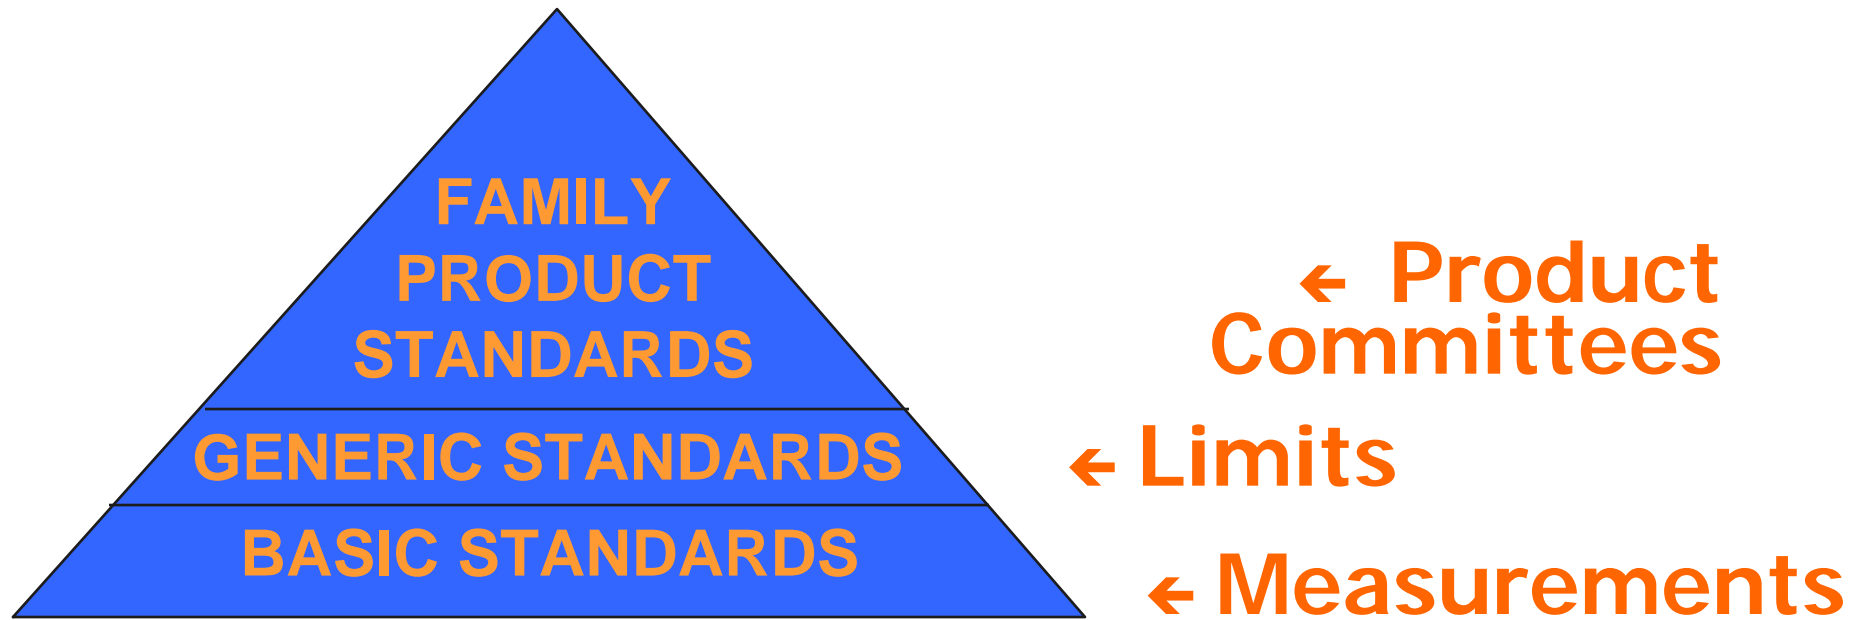 FAMILY
PRODUCT
STANDARDS
← Product
Committees
GENERIC STANDARDS
← Limits
BASIC STANDARDS
← Measurements